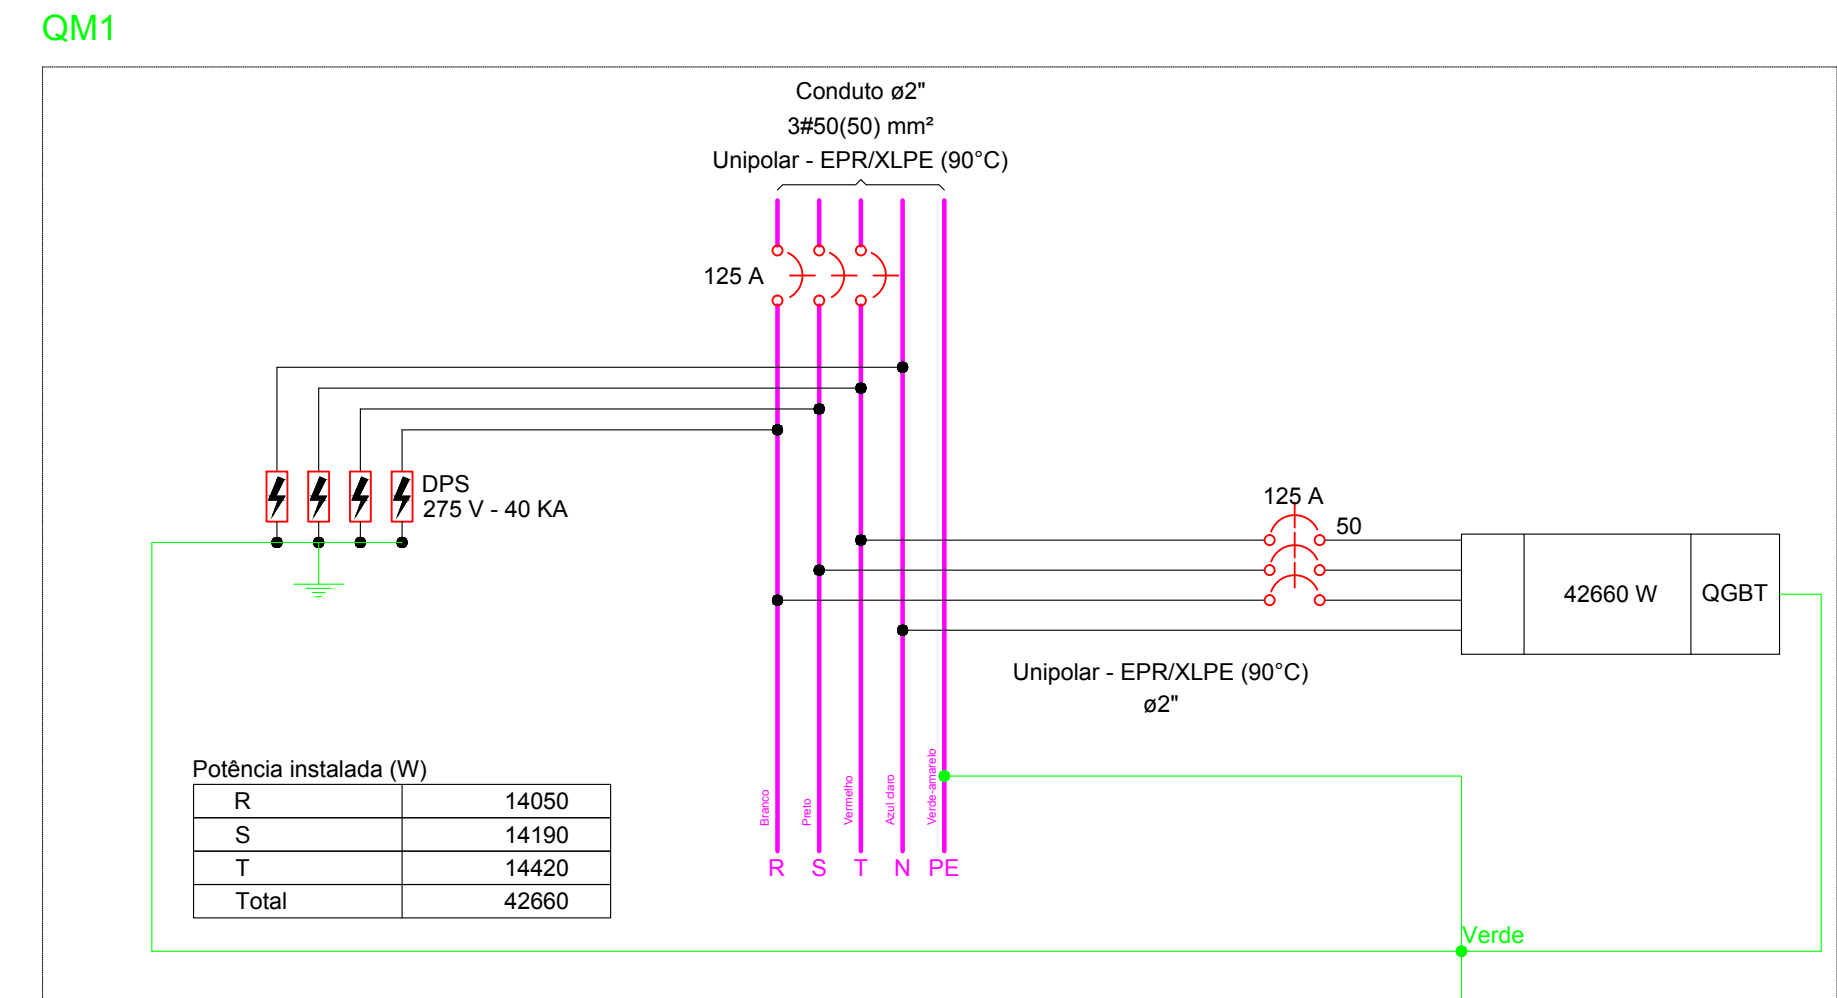 QM1
Conduto ø2"
3#50(50) mm²
Unipolar - EPR/XLPE (90°C)
125 A
DPS
275 V - 40 KA
125 A
50
42660 W
QGBT
Unipolar - EPR/XLPE (90°C)
ø2"
Potência instalada (W)
R 14050
S 14190
T 14420
Total 42660
Branco
Preto
Vermelho
Azul claro
Verde-amarelo
R S T N PE
Verde